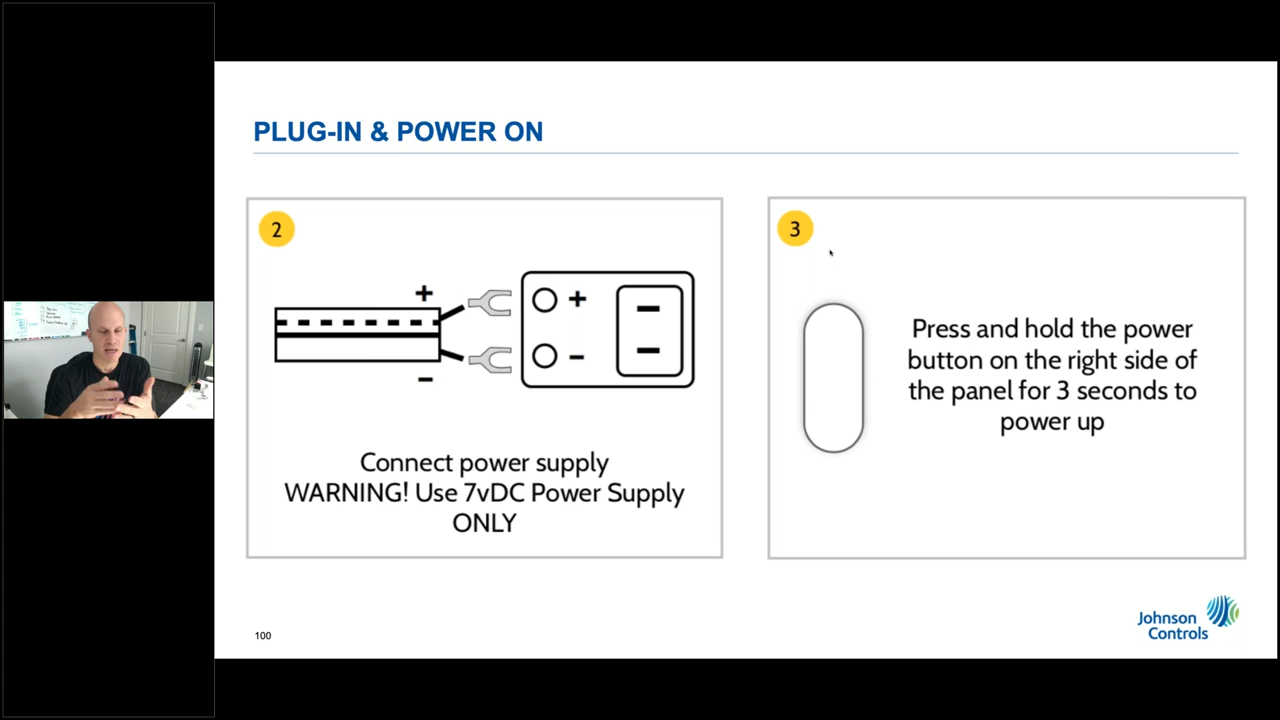 PLUG-IN & POWER ON
2
+
-
+
-
Connect power supply
WARNING! Use 7vDC Power Supply
ONLY
3
Press and hold the power
button on the right side of
the panel for 3 seconds to
power up
100
Johnson
Controls